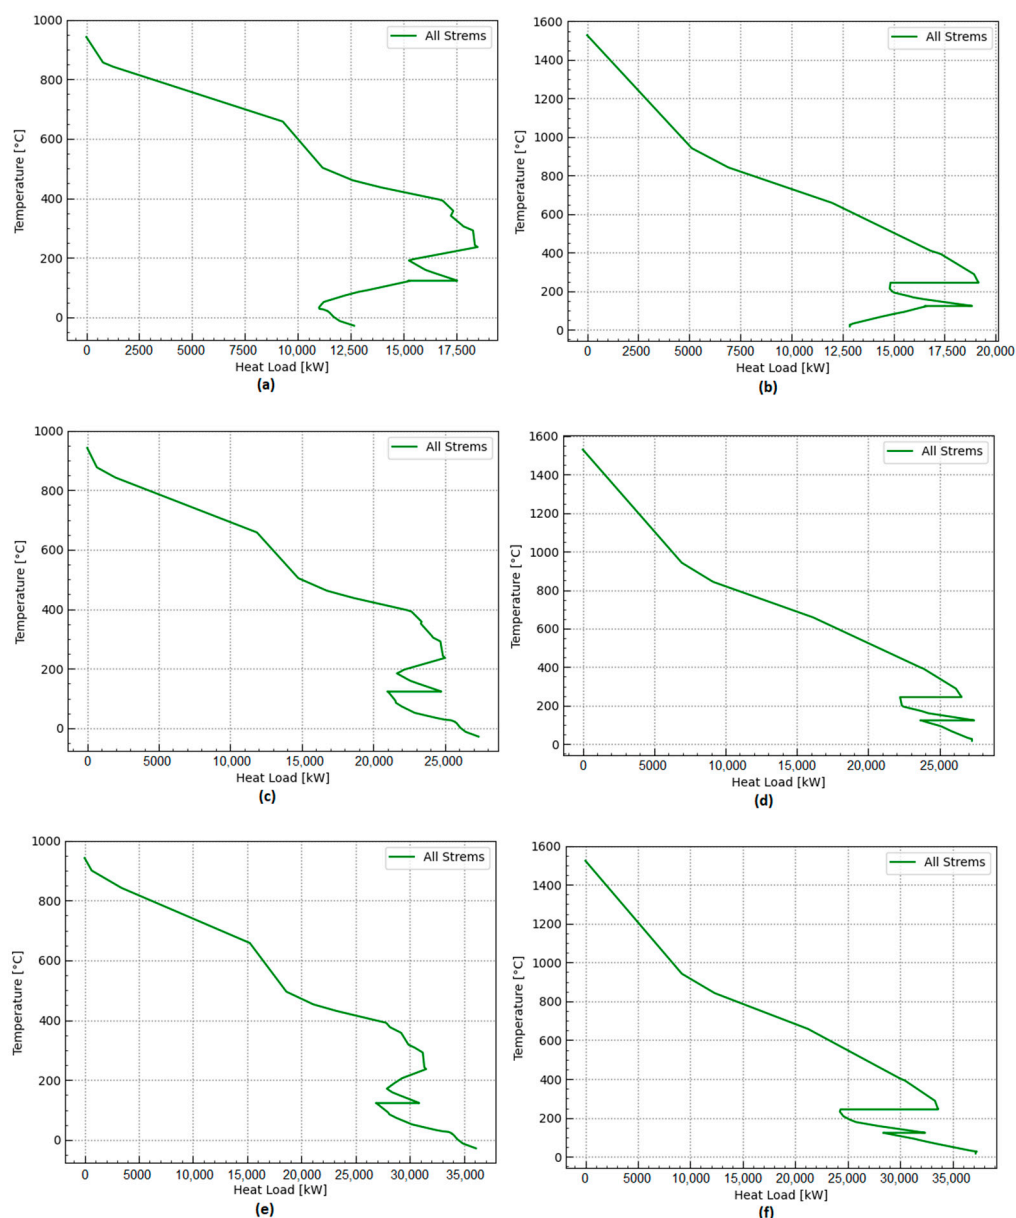 1000
All Strems
800
600
400
200
0
Temperature [°C]
0 2500 5000 7500 10,000 12,500 15,000 17,500
Heat Load [kW]
(a)
1600
All Strems
1400
1200
1000
800
600
400
200
0
Temperature [°C]
0 2500 5000 7500 10,000 12,500 15,000 17,500 20,000
Heat Load [kW]
(b)
1000
All Strems
800
600
400
200
0
Temperature [°C]
0 5000 10,000 15,000 20,000 25,000
Heat Load [kW]
(c)
1600
All Strems
1400
1200
1000
800
600
400
200
0
Temperature [°C]
0 5000 10,000 15,000 20,000 25,000
Heat Load [kW]
(d)
1000
All Strems
800
600
400
200
0
Temperature [°C]
0 5000 10,000 15,000 20,000 25,000 30,000 35,000
Heat Load [kW]
(e)
1600
All Strems
1400
1200
1000
800
600
400
200
0
Temperature [°C]
0 5000 10,000 15,000 20,000 25,000 30,000 35,000
Heat Load [kW]
(f)